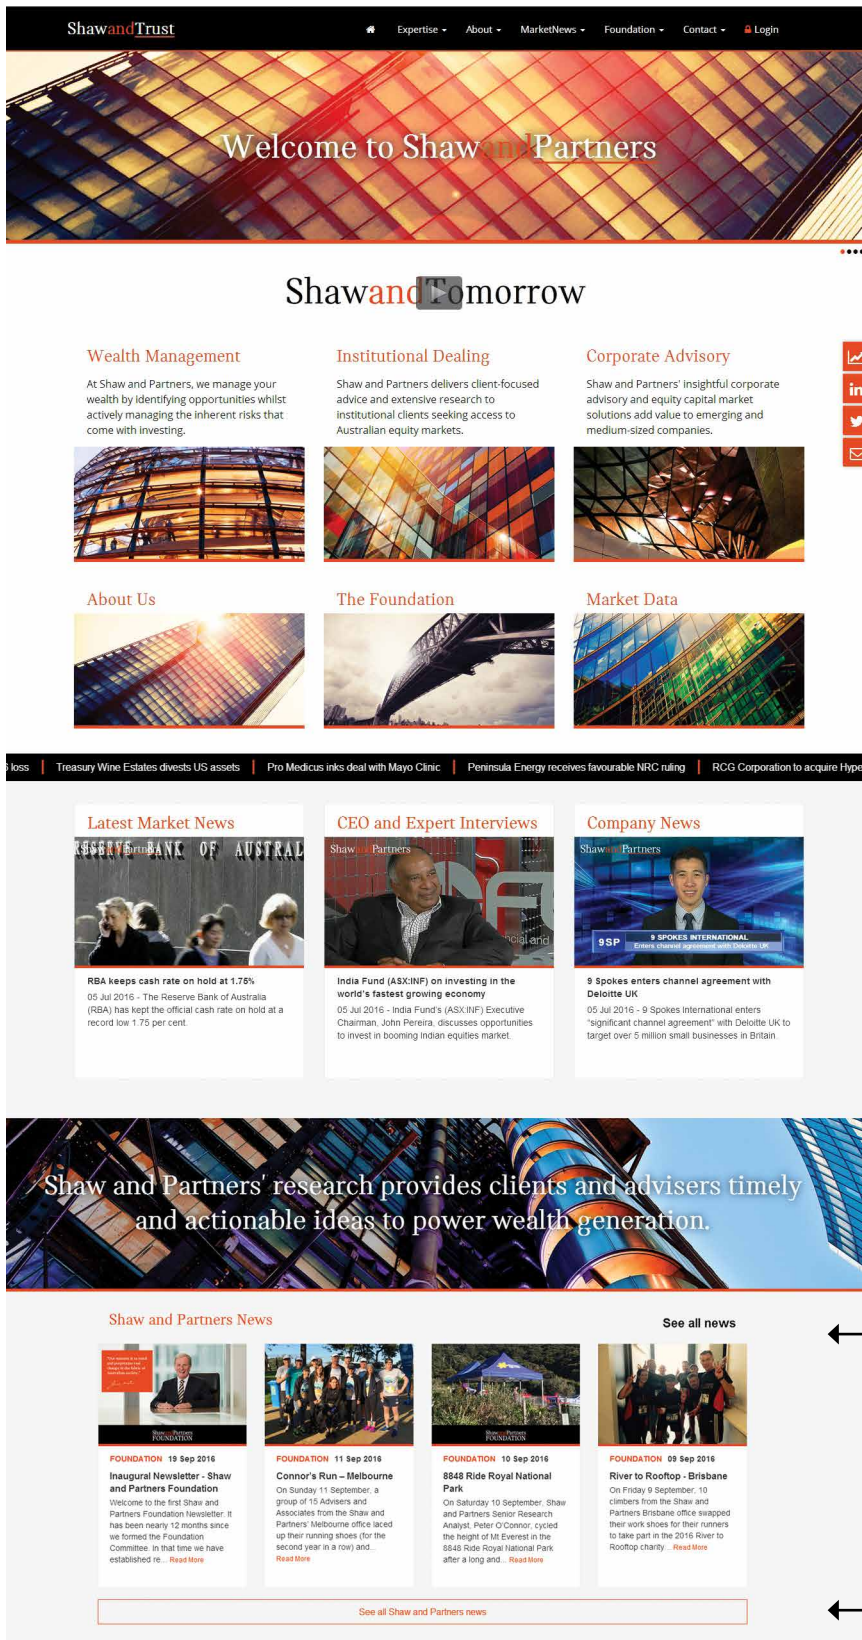 ShawandTrust
Expertise
About
MarketNews
Foundation
Contact
Login
Welcome to ShawandPartners
ShawandTomorrow
Wealth Management
At Shaw and Partners, we manage your
wealth by identifying opportunities whilst
actively managing the inherent risks that
come with investing.
Institutional Dealing
Shaw and Partners delivers client-focused
advice and extensive research to
institutional clients seeking access to
Australian equity markets.
Corporate Advisory
Shaw and Partners' insightful corporate
advisory and equity capital market
solutions add value to emerging and
medium-sized companies.
in
About Us
The Foundation
Market Data
loss | Treasury Wine Estates divests US assets | Pro Medicus inks deal with Mayo Clinic | Peninsula Energy receives favourable NRC ruling | RCG Corporation to acquire Hype
Latest Market News
RESERVE BANK OF AUSTRAL
ShawandPartners
RBA keeps cash rate on hold at 1.75%
05 Jul 2016 - The Reserve Bank of Australia
(RBA) has kept the official cash rate on hold at a
record low 1.75 per cent.
CEO and Expert Interviews
ShawandPartners
ncial and
India Fund (ASX:INF) on investing in the
world's fastest growing economy
05 Jul 2016 - India Fund's (ASX:INF) Executive
Chairman, John Pereira, discusses opportunities
to invest in booming Indian equities market.
Company News
ShawandPartners
9SP
9 SPOKES INTERNATIONAL
Enters channel agreement with Deloitte UK
9 Spokes enters channel agreement with
Deloitte UK
05 Jul 2016 - 9 Spokes International enters
"significant channel agreement" with Deloitte UK to
target over 5 million small businesses in Britain.
Shaw and Partners' research provides clients and advisers timely
and actionable ideas to power wealth generation.
Shaw and Partners News
See all news
ShawandPartners
FOUNDATION
FOUNDATION 19 Sep 2016
Inaugural Newsletter - Shaw
and Partners Foundation
Welcome to the first Shaw and
Partners Foundation Newsletter. It
has been nearly 12 months since
we formed the Foundation
Committee. In that time we have
established re... Read More
FOUNDATION 11 Sep 2016
Connor's Run – Melbourne
On Sunday 11 September, a
group of 15 Advisers and
Associates from the Shaw and
Partners' Melbourne office laced
up their running shoes (for the
second year in a row) and...
Read More
ShawandPartners
FOUNDATION
FOUNDATION 10 Sep 2016
8848 Ride Royal National
Park
On Saturday 10 September, Shaw
and Partners Senior Research
Analyst, Peter O'Connor, cycled
the height of Mt Everest in the
8848 Ride Royal National Park
after a long and... Read More
FOUNDATION 09 Sep 2016
River to Rooftop - Brisbane
On Friday 9 September, 10
climbers from the Shaw and
Partners Brisbane office swapped
their work shoes for their runners
to take part in the 2016 River to
Rooftop charity... Read More
See all Shaw and Partners news